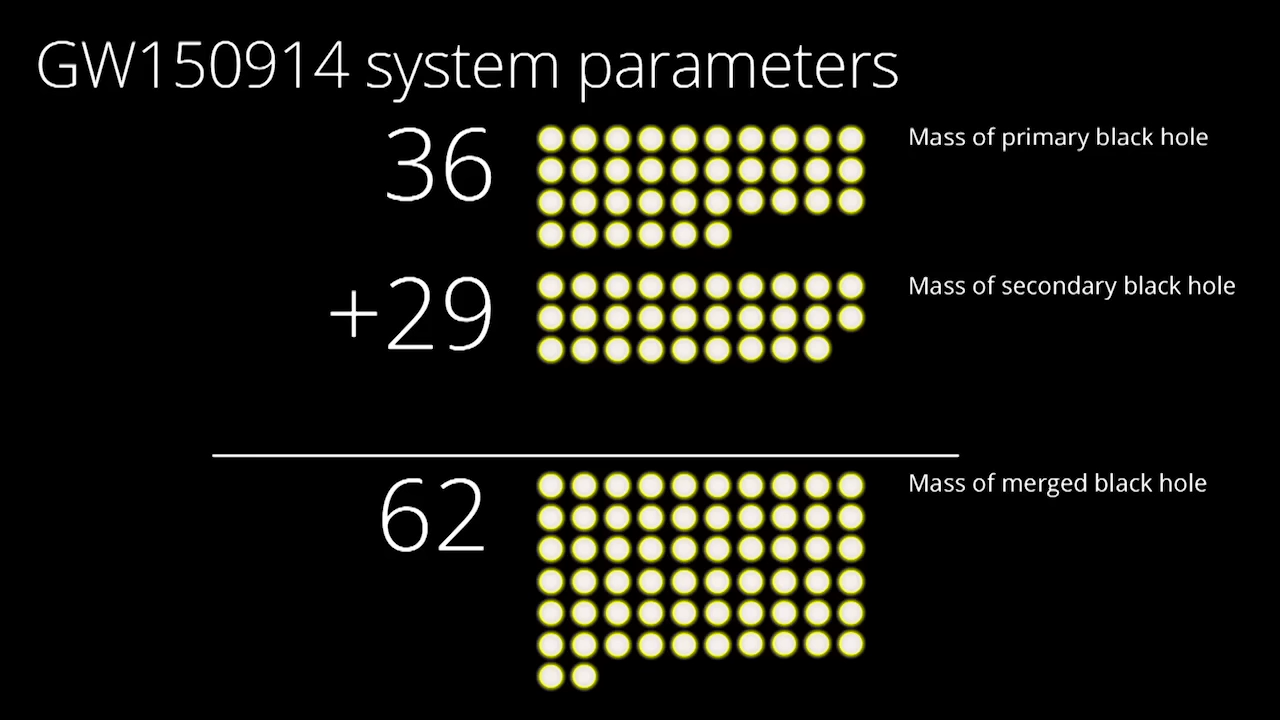 GW150914 system parameters
36 Mass of primary black hole
+29 Mass of secondary black hole
62 Mass of merged black hole